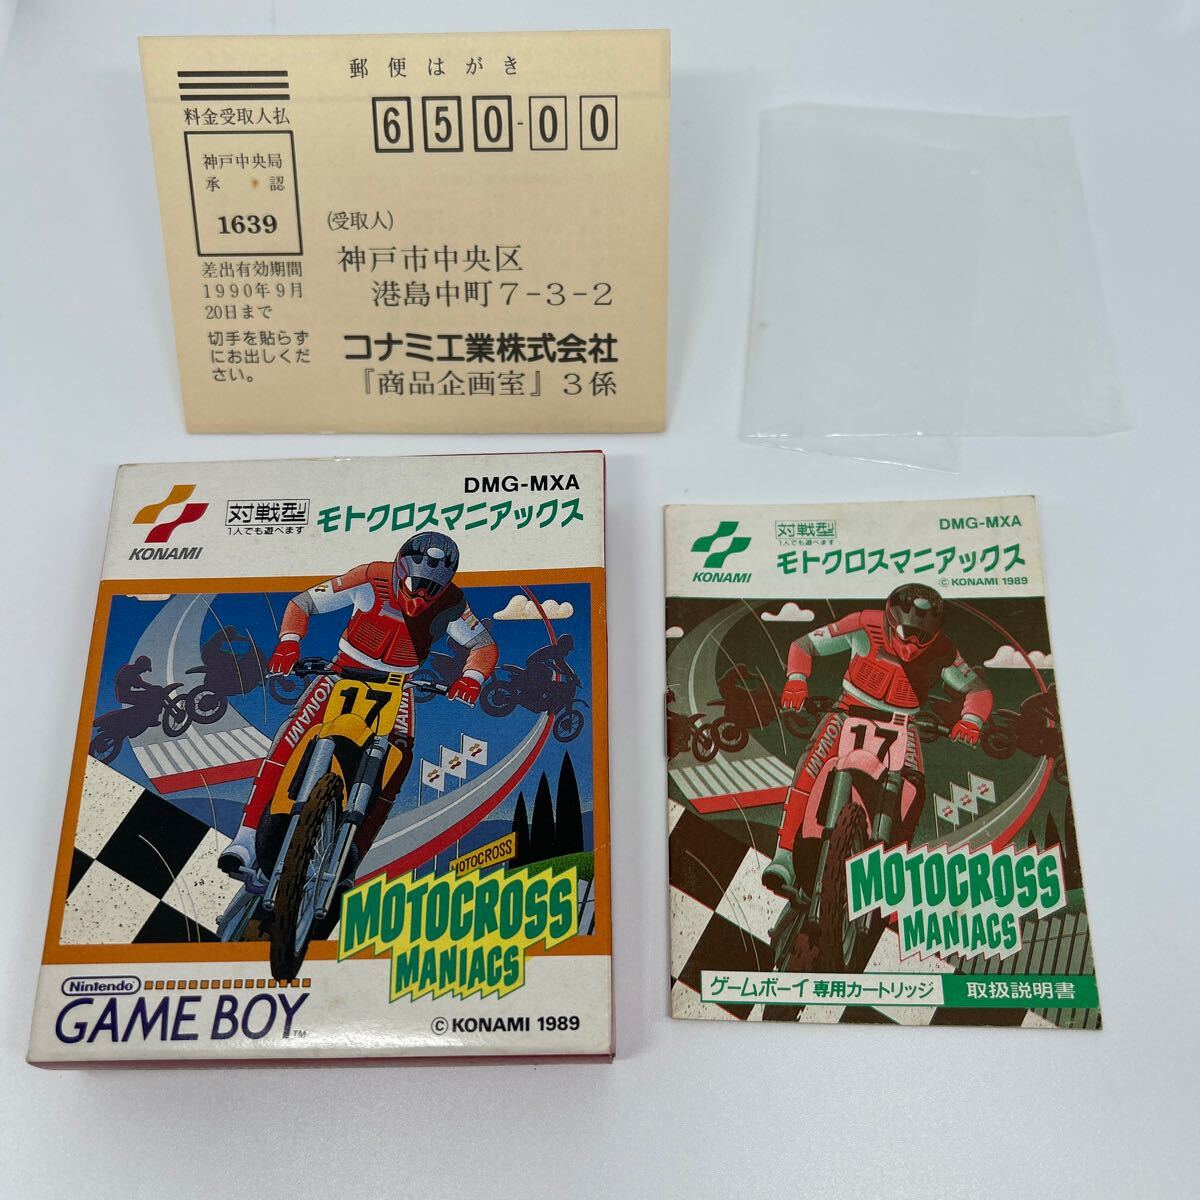 郵便はがき
料金受取人払
650-00
神戸中央局
承認
1639
差出有効期間
1990年9月
20日まで
切手を貼らず
にお出しくだ
さい。
(受取人)
神戸市中央区
港島中町7-3-2
コナミ工業株式会社
『商品企画室』3係
DMG-MXA
KONAMI
対戦型
1人でも遊べます
モトクロスマニアックス
17
KONAMI
KONAMI
MOTOCROSS
MOTOCROSS
MANIACS
Nintendo
GAME BOY™
© KONAMI 1989
DMG-MXA
KONAMI
対戦型
1人でも遊べます
モトクロスマニアックス
© KONAMI 1989
17
KONAMI
MOTOCROSS
MANIACS
ゲームボーイ専用カートリッジ
取扱説明書